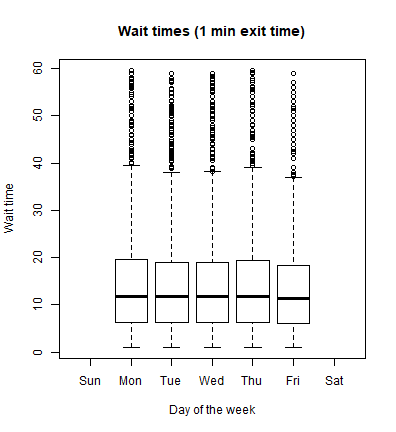 Wait times (1 min exit time)
60
50
40
30
20
10
0
Wait time
Sun Mon Tue Wed Thu Fri Sat
Day of the week